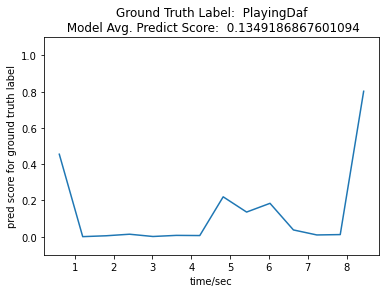 Ground Truth Label:  PlayingDaf
Model Avg. Predict Score:  0.1349186867601094
1.0
0.8
0.6
0.4
0.2
0.0
pred score for ground truth label
1 2 3 4 5 6 7 8
time/sec